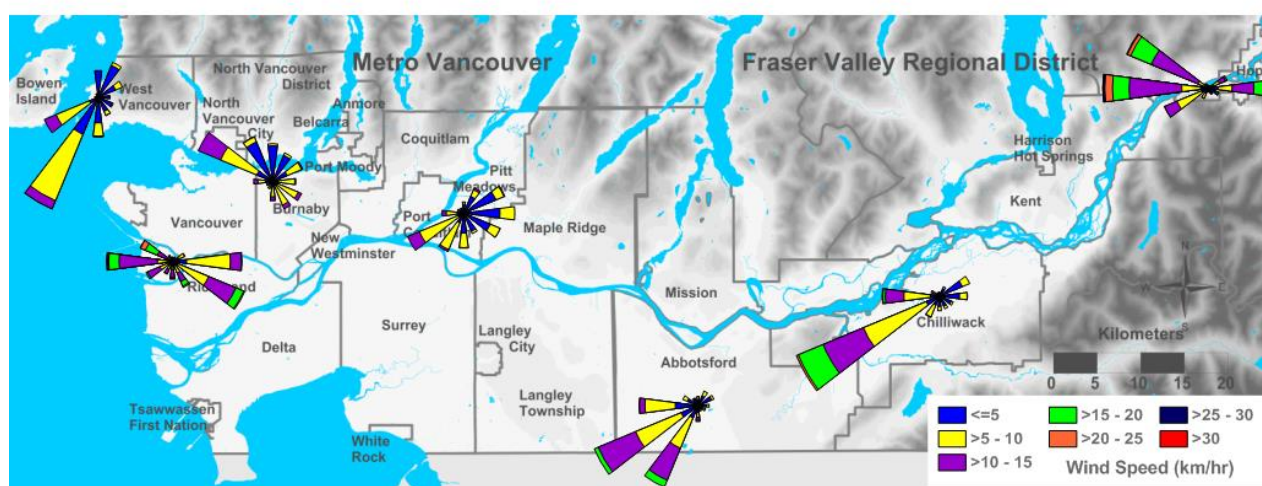 Metro Vancouver
Fraser Valley Regional District
Bowen
Island
West
Vancouver
North Vancouver
District
North
Vancouver
City
Anmore
Belcarra
Port Moody
Coquitlam
Pitt
Meadows
Port
Vancouver
Burnaby
New
Westminster
Maple Ridge
Harrison
Hot Springs
Kent
Mission
Chilliwack
Surrey
Langley
City
Delta
Abbotsford
Langley
Township
Tsawwassen
First Nation
White
Rock
N
W
E
S
Kilometers
0 5 10 15 20
<=5
>5 - 10
>10 - 15
>15 - 20
>20 - 25
>25 - 30
>30
Wind Speed (km/hr)